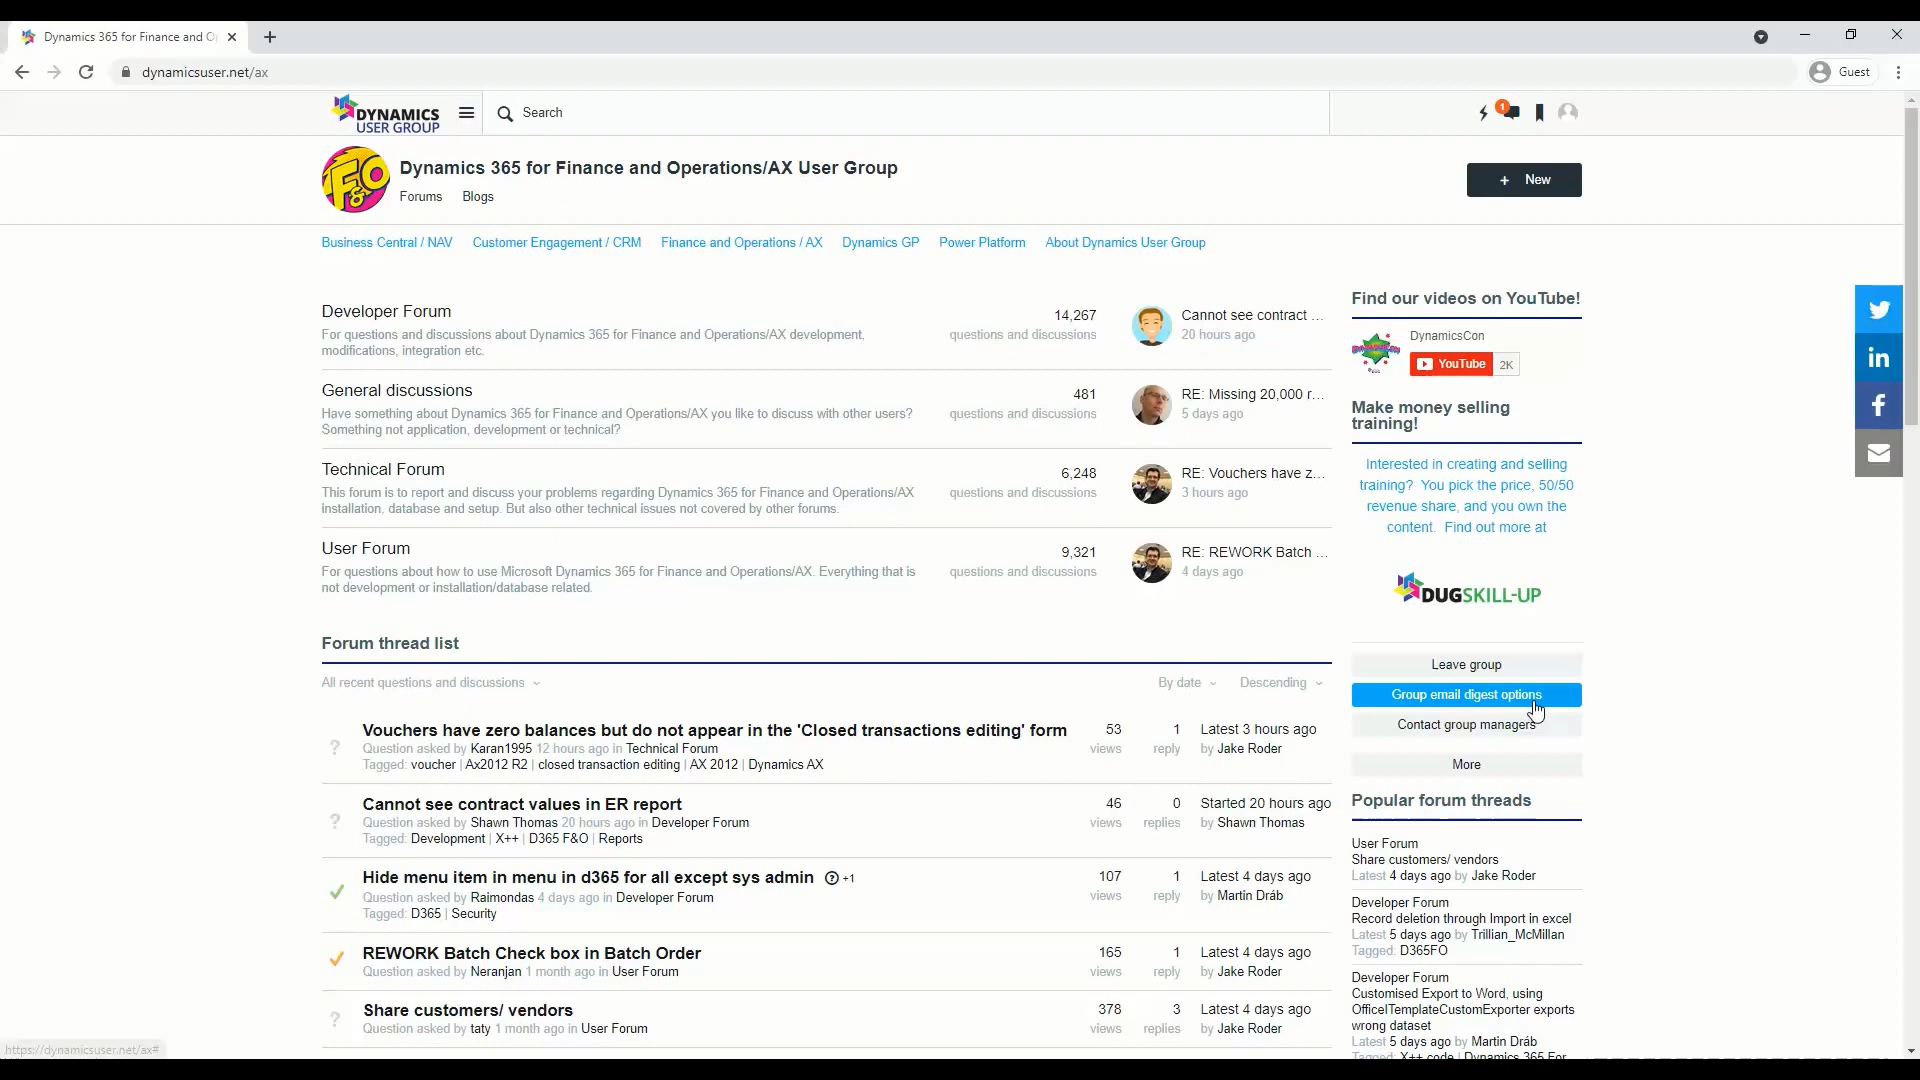 Dynamics 365 for Finance and O
dynamicsuser.net/ax
Guest
DYNAMICS
USER GROUP
Search
1
F&O
Dynamics 365 for Finance and Operations/AX User Group
Forums Blogs
+ New
Business Central / NAV Customer Engagement / CRM Finance and Operations / AX Dynamics GP Power Platform About Dynamics User Group
Developer Forum
For questions and discussions about Dynamics 365 for Finance and Operations/AX development,
modifications, integration etc.
14,267
questions and discussions
Cannot see contract ...
20 hours ago
General discussions
Have something about Dynamics 365 for Finance and Operations/AX you like to discuss with other users?
Something not application, development or technical?
481
questions and discussions
RE: Missing 20,000 r...
5 days ago
Technical Forum
This forum is to report and discuss your problems regarding Dynamics 365 for Finance and Operations/AX
installation, database and setup. But also other technical issues not covered by other forums.
6,248
questions and discussions
RE: Vouchers have z...
3 hours ago
User Forum
For questions about how to use Microsoft Dynamics 365 for Finance and Operations/AX. Everything that is
not development or installation/database related.
9,321
questions and discussions
RE: REWORK Batch ...
4 days ago
Forum thread list
All recent questions and discussions
By date Descending
? Vouchers have zero balances but do not appear in the 'Closed transactions editing' form
Question asked by Karan1995 12 hours ago in Technical Forum
Tagged: voucher | Ax2012 R2 | closed transaction editing | AX 2012 | Dynamics AX
53
views
1
reply
Latest 3 hours ago
by Jake Roder
? Cannot see contract values in ER report
Question asked by Shawn Thomas 20 hours ago in Developer Forum
Tagged: Development | X++ | D365 F&O | Reports
46
views
0
replies
Started 20 hours ago
by Shawn Thomas
Hide menu item in menu in d365 for all except sys admin ? +1
Question asked by Raimondas 4 days ago in Developer Forum
Tagged: D365 | Security
107
views
1
reply
Latest 4 days ago
by Martin Dráb
REWORK Batch Check box in Batch Order
Question asked by Neranjan 1 month ago in User Forum
165
views
1
reply
Latest 4 days ago
by Jake Roder
? Share customers/ vendors
Question asked by taty 1 month ago in User Forum
378
views
3
replies
Latest 4 days ago
by Jake Roder
Find our videos on YouTube!
DynamicsCon
YouTube 2K
Make money selling
training!
Interested in creating and selling
training? You pick the price, 50/50
revenue share, and you own the
content. Find out more at
DUGSKILL-UP
Leave group
Group email digest options
Contact group managers
More
Popular forum threads
User Forum
Share customers/ vendors
Latest 4 days ago by Jake Roder
Developer Forum
Record deletion through Import in excel
Latest 5 days ago by Trillian_McMillan
Tagged: D365FO
Developer Forum
Customised Export to Word, using
OfficeITemplateCustomExporter exports
wrong dataset
Latest 5 days ago by Martin Dráb
Tagged: X++ code | Dynamics 365 For
in
f
https://dynamicsuser.net/ax#